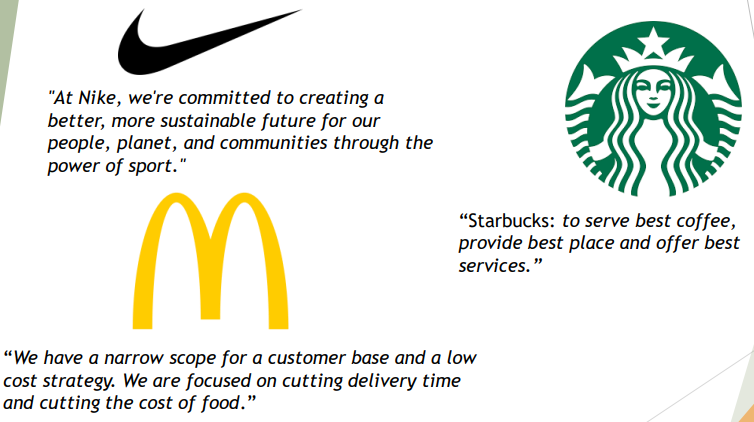 "At Nike, we're committed to creating a
better, more sustainable future for our
people, planet, and communities through the
power of sport."
“Starbucks: to serve best coffee,
provide best place and offer best
services.”
“We have a narrow scope for a customer base and a low
cost strategy. We are focused on cutting delivery time
and cutting the cost of food.”